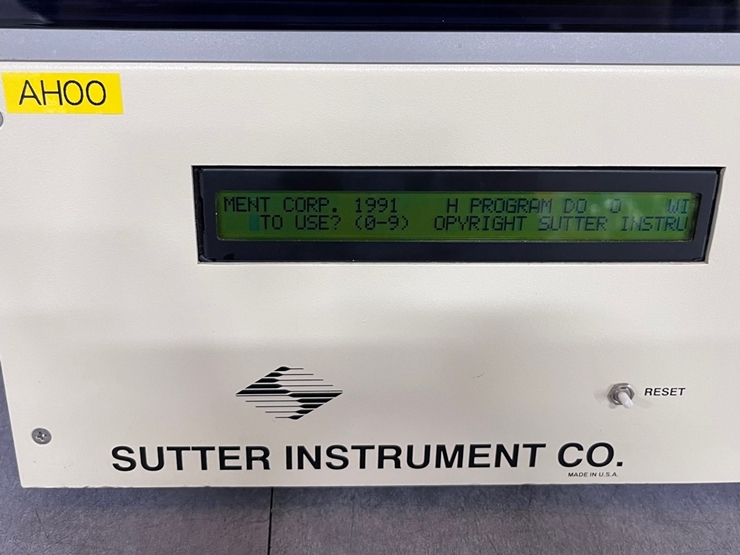 AH00
MENT CORP. 1991 H PROGRAM DO O WI
TO USE? (0-9) OPYRIGHT SUTTER INSTRU
RESET
SUTTER INSTRUMENT CO.
MADE IN U.S.A.